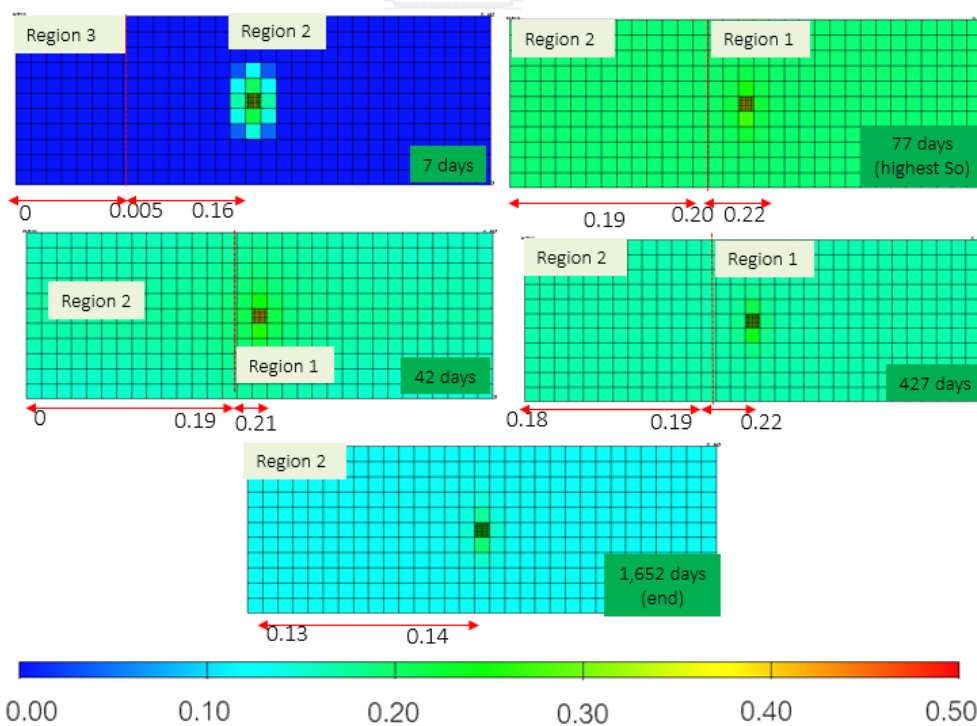 Region 3
Region 2
7 days
0
0.005
0.16
Region 2
Region 1
77 days
(highest So)
0.19
0.20
0.22
Region 2
Region 1
42 days
0
0.19
0.21
Region 2
Region 1
427 days
0.18
0.19
0.22
Region 2
1,652 days
(end)
0.13
0.14
0.00
0.10
0.20
0.30
0.40
0.50